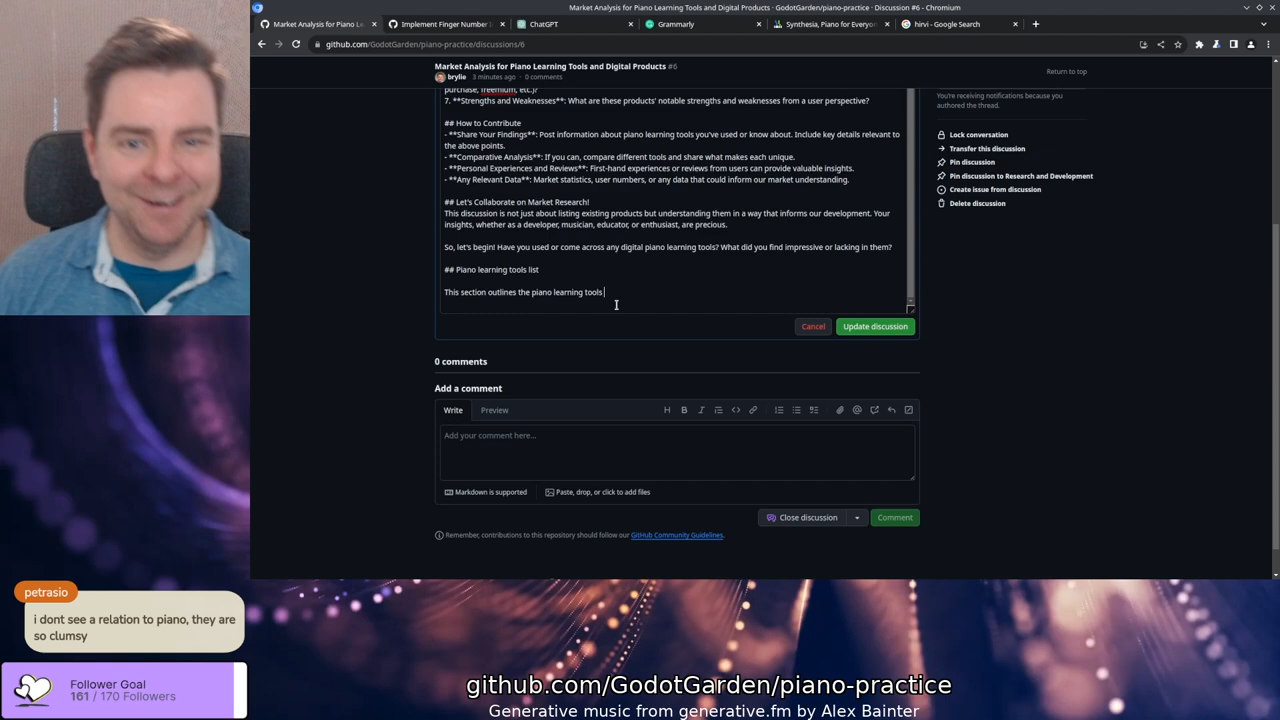 Market Analysis for Piano Learning Tools and Digital Products · GodotGarden/piano-practice · Discussion #6 - Chromium
Market Analysis for Piano Le
Implement Finger Number I
ChatGPT
Grammarly
Synthesia, Piano for Everyon
hirvi - Google Search
github.com/GodotGarden/piano-practice/discussions/6
Market Analysis for Piano Learning Tools and Digital Products #6
brylie 3 minutes ago · 0 comments
Return to top
purchase, freemium, etc.)?
7. **Strengths and Weaknesses**: What are these products' notable strengths and weaknesses from a user perspective?
## How to Contribute
- **Share Your Findings**: Post information about piano learning tools you've used or know about. Include key details relevant to
the above points.
- **Comparative Analysis**: If you can, compare different tools and share what makes each unique.
- **Personal Experiences and Reviews**: First-hand experiences or reviews from users can provide valuable insights.
- **Any Relevant Data**: Market statistics, user numbers, or any data that could inform our market understanding.
## Let's Collaborate on Market Research!
This discussion is not just about listing existing products but understanding them in a way that informs our development. Your
insights, whether as a developer, musician, educator, or enthusiast, are precious.
So, let's begin! Have you used or come across any digital piano learning tools? What did you find impressive or lacking in them?
## Piano learning tools list
This section outlines the piano learning tools
Cancel
Update discussion
You're receiving notifications because you
authored the thread.
Lock conversation
Transfer this discussion
Pin discussion
Pin discussion to Research and Development
Create issue from discussion
Delete discussion
0 comments
Add a comment
Write
Preview
Add your comment here...
Markdown is supported
Paste, drop, or click to add files
Close discussion
Comment
Remember, contributions to this repository should follow our GitHub Community Guidelines.
petrasio
i dont see a relation to piano, they are
so clumsy
Follower Goal
161 / 170 Followers
github.com/GodotGarden/piano-practice
Generative music from generative.fm by Alex Bainter